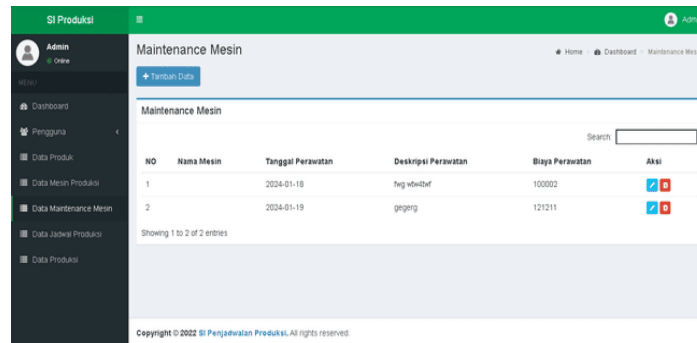 SI Produksi
Admin
Admin
Online
Maintenance Mesin
Home
Dashboard
Maintenance Mes
MENU
+ Tambah Data
Dashboard
Pengguna
Data Produk
Data Mesin Produksi
Data Maintenance Mesin
Data Jadwal Produksi
Data Produksi
Maintenance Mesin
Search:
NO Nama Mesin Tanggal Perawatan Deskripsi Perawatan Biaya Perawatan Aksi
1 2024-01-18 100002
2 2024-01-19 gegerg 121211
Showing 1 to 2 of 2 entries
Copyright © 2022 SI Penjadwalan Produksi. All rights reserved.